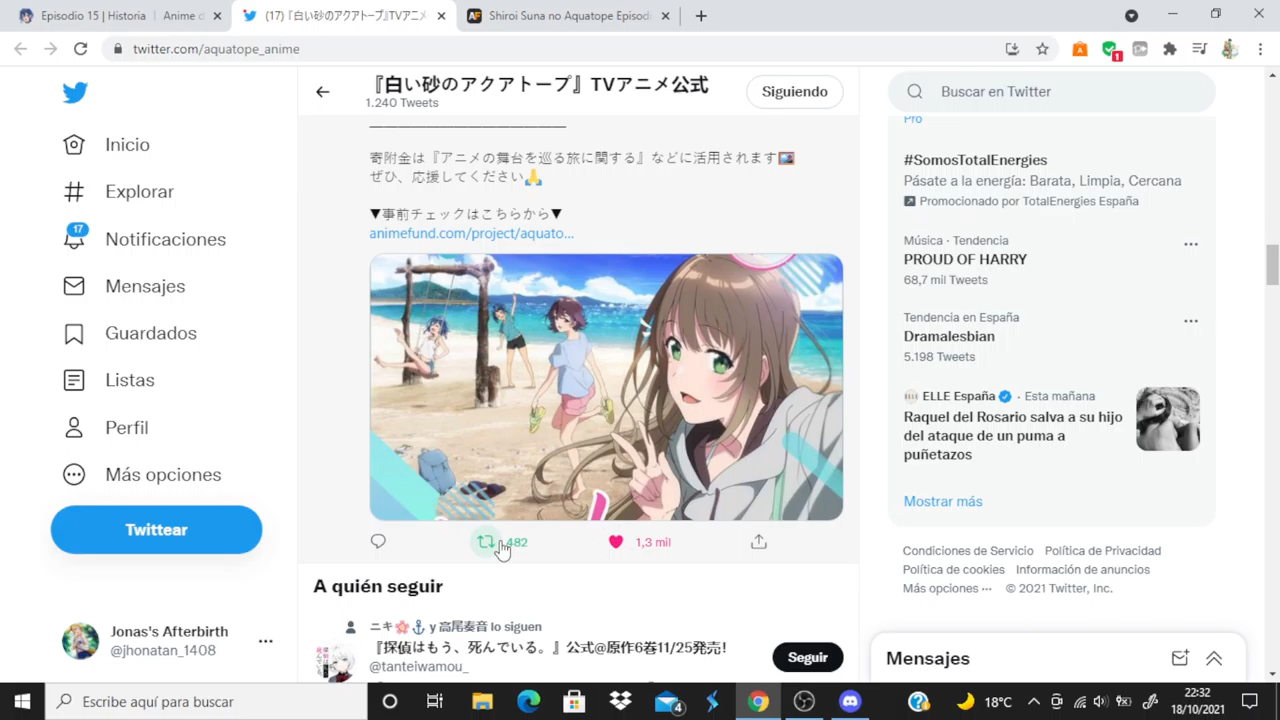 Episodio 15 | Historia | Anime d
(17) 『白い砂のアクアトープ』TVアニメ
Shiroi Suna no Aquatope Episodi
twitter.com/aquatope_anime
1
『白い砂のアクアトープ』TVアニメ公式
1.240 Tweets
Siguiendo
Buscar en Twitter
Inicio
Explorar
17
Notificaciones
Mensajes
Guardados
Listas
Perfil
Más opciones
Twittear
Jonas's Afterbirth
@jhonatan_1408
寄附金は『アニメの舞台を巡る旅に関する』などに活用されます🖼️
ぜひ、応援してください🙏
▼事前チェックはこちらから▼
animefund.com/project/aquato...
482
1,3 mil
A quién seguir
ニキ🌸⚓ y 高尾奏音 lo siguen
『探偵はもう、死んでいる。』公式@原作6巻11/25発売!
@tanteiwamou_
Seguir
Pro
#SomosTotalEnergies
Pásate a la energía: Barata, Limpia, Cercana
Promocionado por TotalEnergies España
Música · Tendencia
PROUD OF HARRY
68,7 mil Tweets
Tendencia en España
Dramalesbian
5.198 Tweets
ELLE España · Esta mañana
Raquel del Rosario salva a su hijo
del ataque de un puma a
puñetazos
Mostrar más
Condiciones de Servicio Política de Privacidad
Política de cookies Información de anuncios
Más opciones ··· © 2021 Twitter, Inc.
Mensajes
Escribe aquí para buscar
4
18°C
22:32
18/10/2021